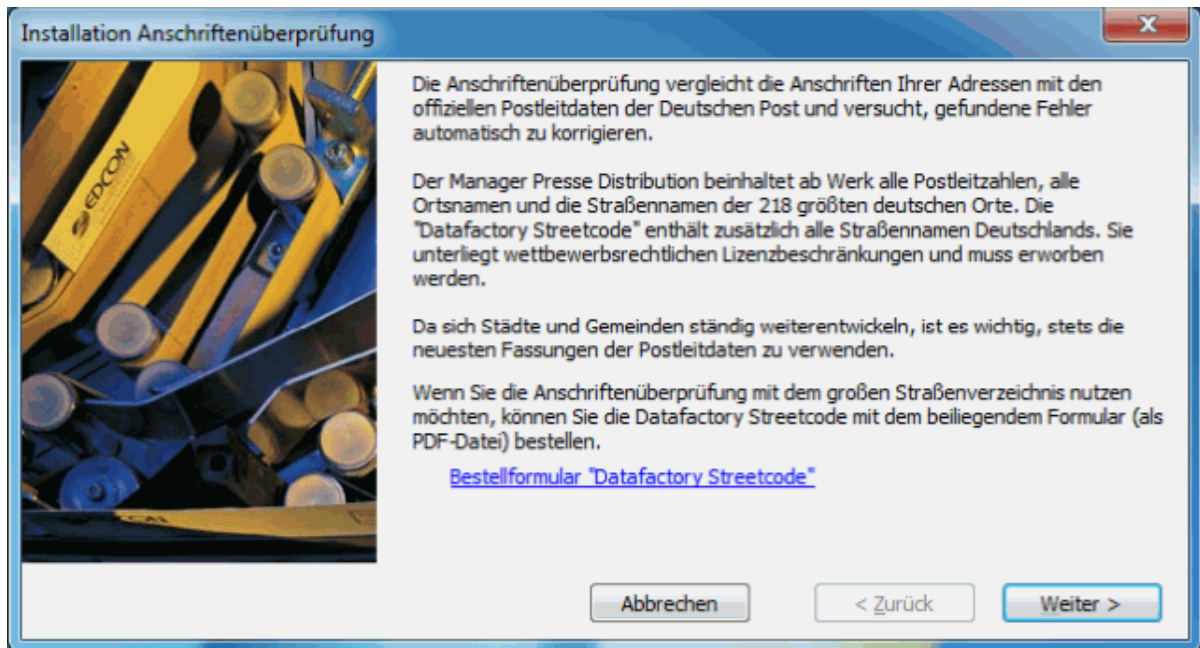 Installation Anschriftenüberprüfung
EDCON
Die Anschriftenüberprüfung vergleicht die Anschriften Ihrer Adressen mit den
offiziellen Postleitdaten der Deutschen Post und versucht, gefundene Fehler
automatisch zu korrigieren.
Der Manager Presse Distribution beinhaltet ab Werk alle Postleitzahlen, alle
Ortsnamen und die Straßennamen der 218 größten deutschen Orte. Die
"Datafactory Streetcode" enthält zusätzlich alle Straßennamen Deutschlands. Sie
unterliegt wettbewerbsrechtlichen Lizenzbeschränkungen und muss erworben
werden.
Da sich Städte und Gemeinden ständig weiterentwickeln, ist es wichtig, stets die
neuesten Fassungen der Postleitdaten zu verwenden.
Wenn Sie die Anschriftenüberprüfung mit dem großen Straßenverzeichnis nutzen
möchten, können Sie die Datafactory Streetcode mit dem beiliegendem Formular (als
PDF-Datei) bestellen.
Bestellformular "Datafactory Streetcode"
Abbrechen
< Zurück
Weiter >